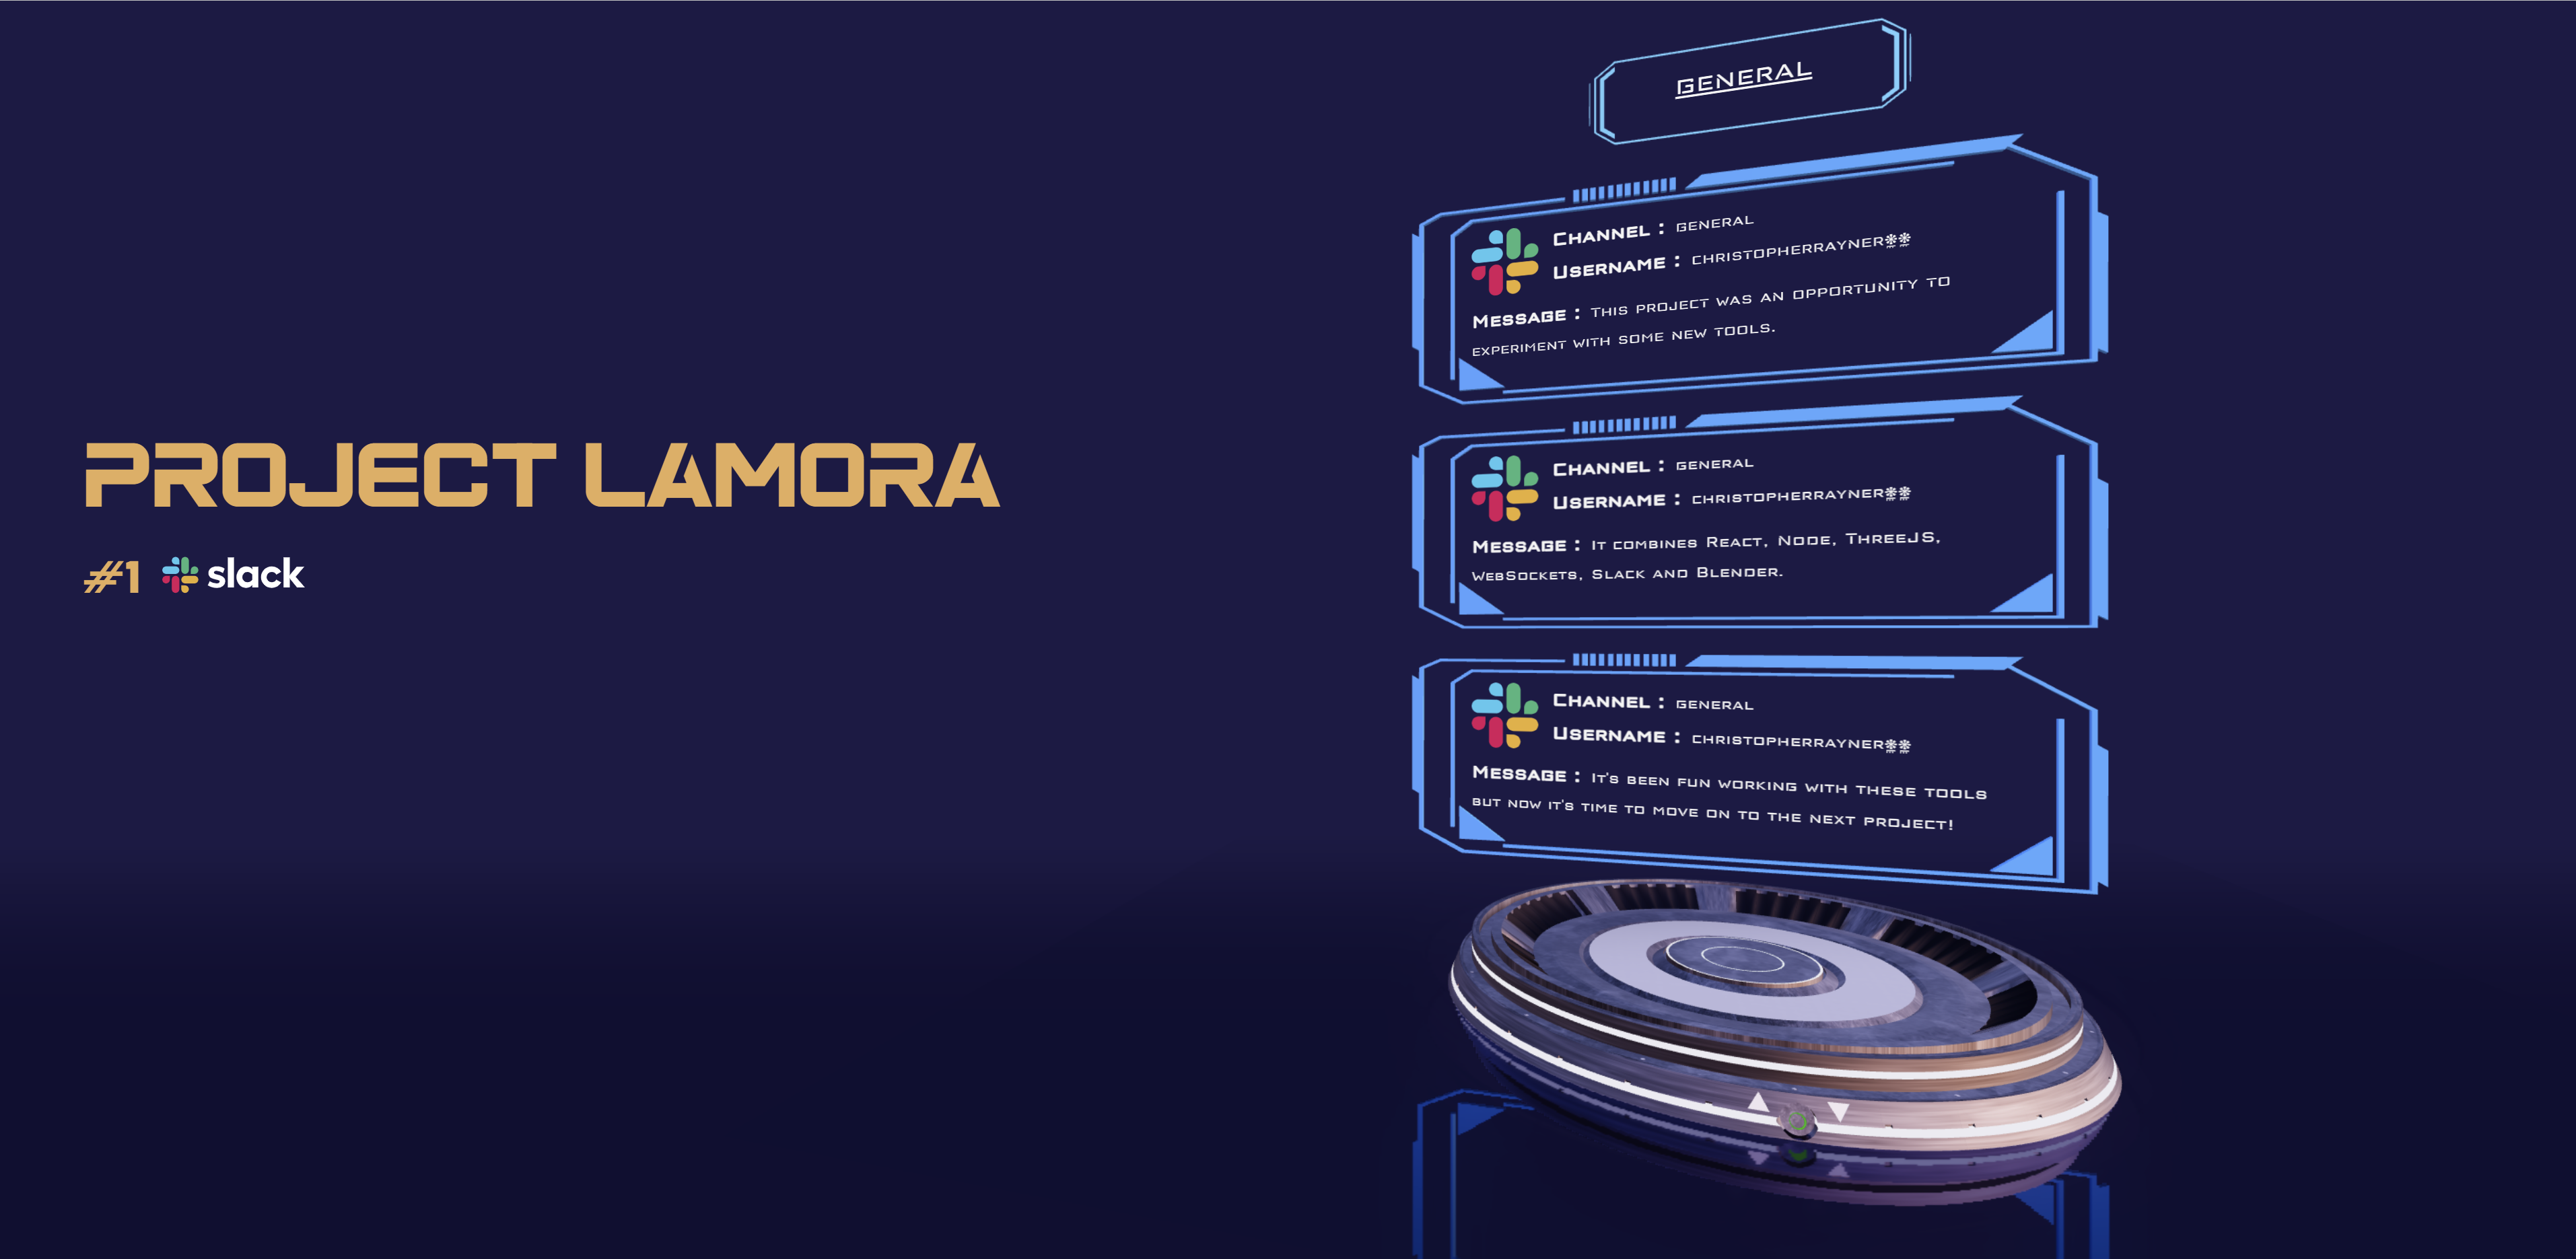 PROJECT LAMORA
#1 slack
GENERAL
Channel : general
Username : christopherrayner
Message : This project was an opportunity to
experiment with some new tools.
Channel : general
Username : christopherrayner
Message : It combines React, Node, ThreeJS,
WebSockets, Slack and Blender.
Channel : general
Username : christopherrayner
Message : It's been fun working with these tools
but now it's time to move on to the next project!